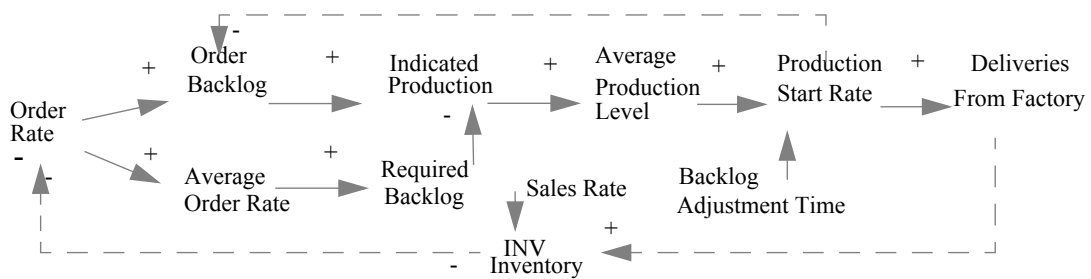 -
+
Order
Backlog
+
Indicated
Production
-
+
Average
Production
Level
+
Production
Start Rate
+
Deliveries
From Factory
Order
Rate
-
-
+
Average
Order Rate
+
Required
Backlog
Sales Rate
Backlog
Adjustment Time
+
INV
Inventory
-